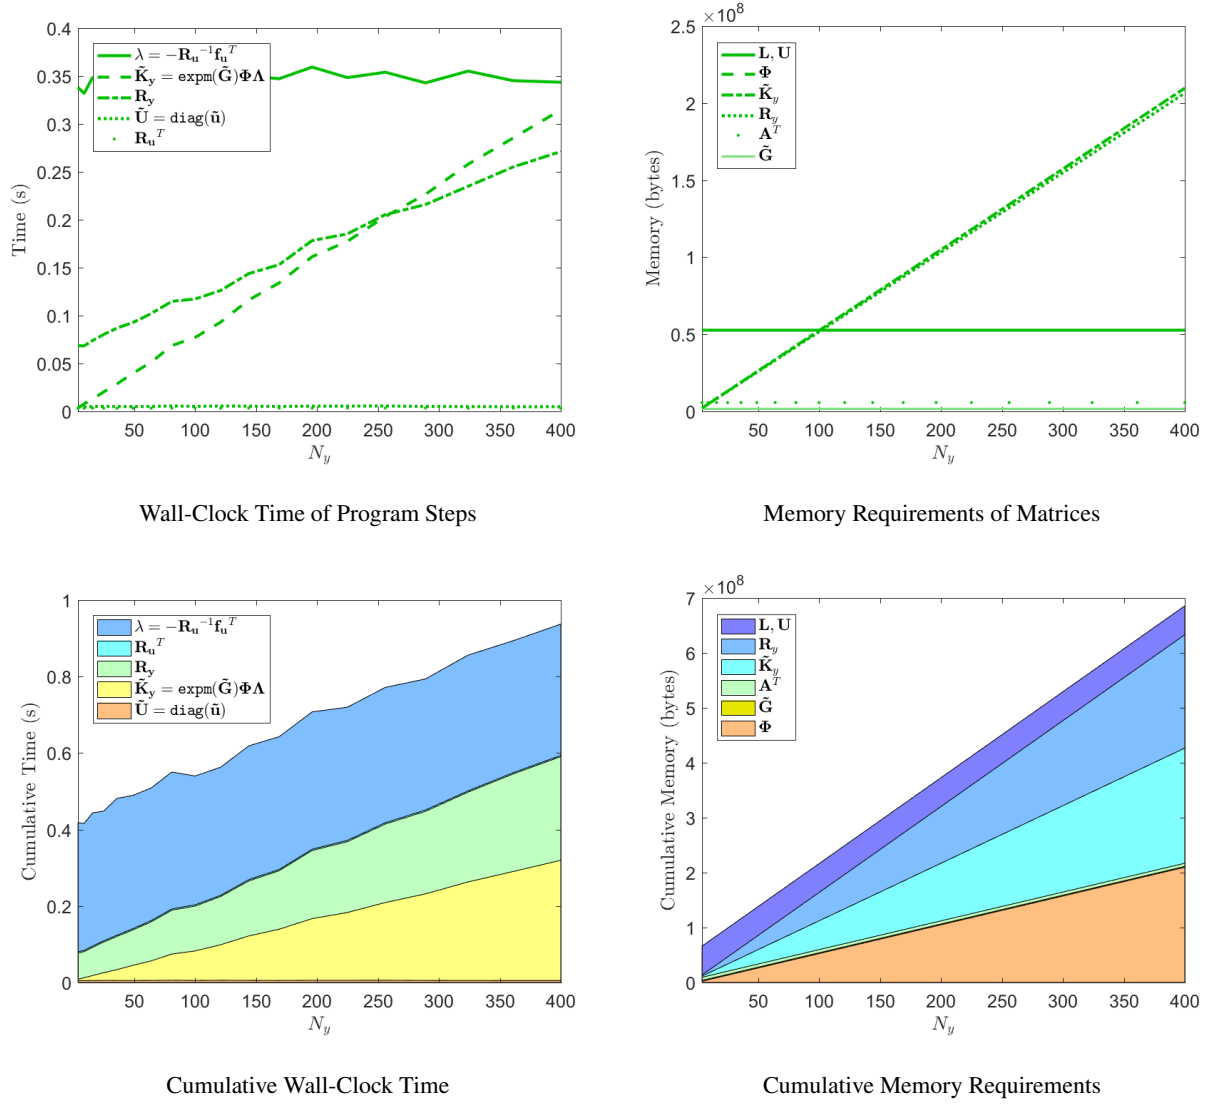 0.4
0.35
0.3
0.25
0.2
0.15
0.1
0.05
0
Time (s)
λ = −R_u^{−1} f_u^T
K̃_y = expm(G̃)ΦΛ
R_y
Ũ = diag(ũ)
R_u^T
50 100 150 200 250 300 350 400
N_y
Wall-Clock Time of Program Steps
×10^8
2.5
2
1.5
1
0.5
0
Memory (bytes)
L, U
Φ
K̃_y
R_y
A^T
G̃
50 100 150 200 250 300 350 400
N_y
Memory Requirements of Matrices
1
0.8
0.6
0.4
0.2
0
Cumulative Time (s)
λ = −R_u^{−1} f_u^T
R_u^T
R_y
K̃_y = expm(G̃)ΦΛ
Ũ = diag(ũ)
50 100 150 200 250 300 350 400
N_y
Cumulative Wall-Clock Time
×10^8
7
6
5
4
3
2
1
0
Cumulative Memory (bytes)
L, U
R_y
K̃_y
A^T
G̃
Φ
50 100 150 200 250 300 350 400
N_y
Cumulative Memory Requirements